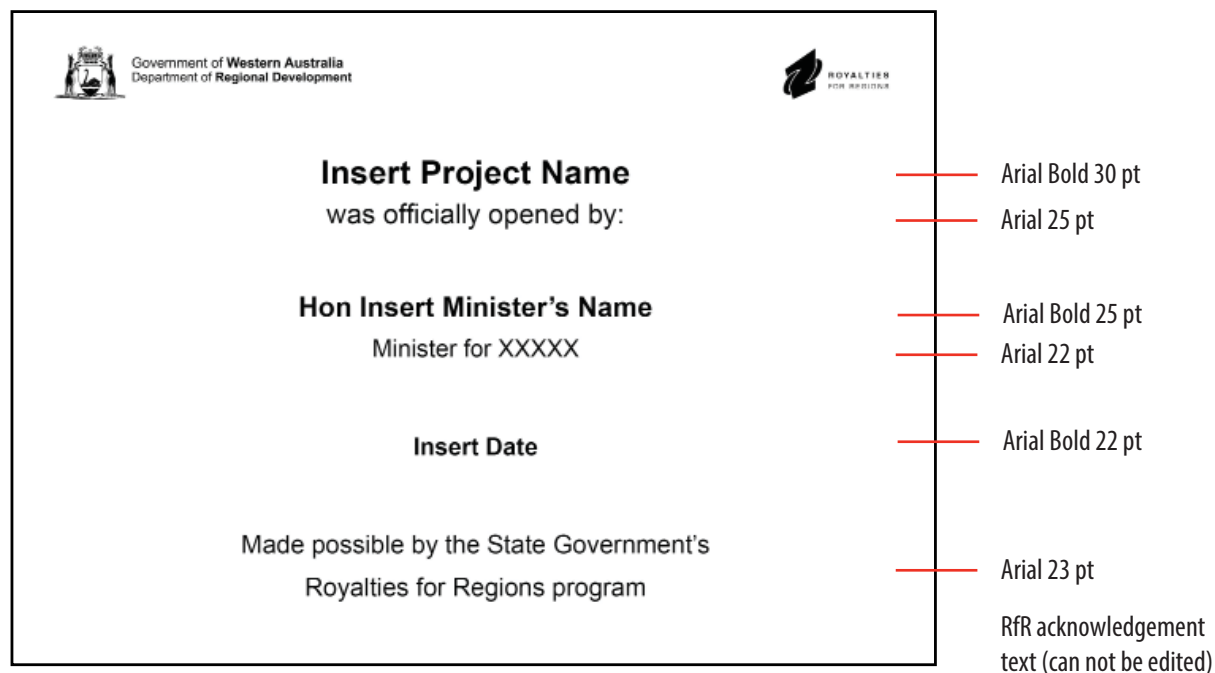 Government of Western Australia
Department of Regional Development
ROYALTIES
FOR REGIONS
Insert Project Name
Arial Bold 30 pt
was officially opened by:
Arial 25 pt
Hon Insert Minister’s Name
Arial Bold 25 pt
Minister for XXXXX
Arial 22 pt
Insert Date
Arial Bold 22 pt
Made possible by the State Government’s
Royalties for Regions program
Arial 23 pt
RfR acknowledgement
text (can not be edited)